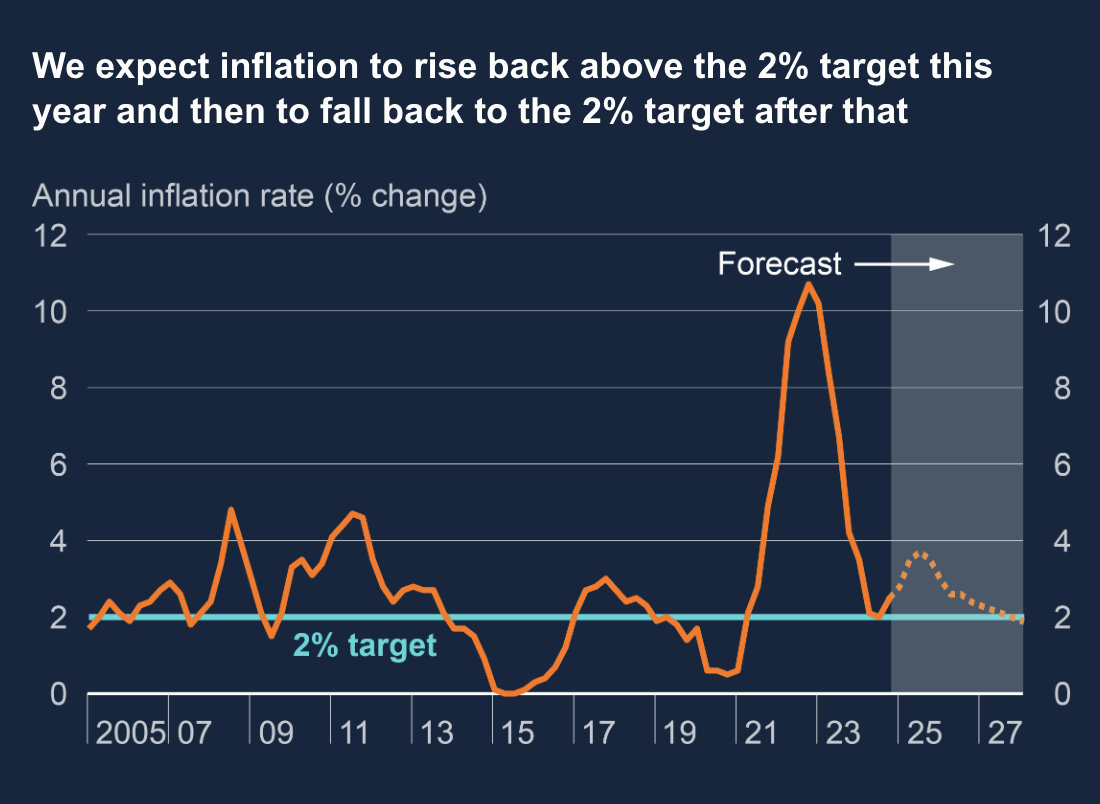 We expect inflation to rise back above the 2% target this
year and then to fall back to the 2% target after that
Annual inflation rate (% change)
12 12
Forecast
10 10
8 8
6 6
4 4
2 2
2% target
0 0
2005 07 09 11 13 15 17 19 21 23 25 27